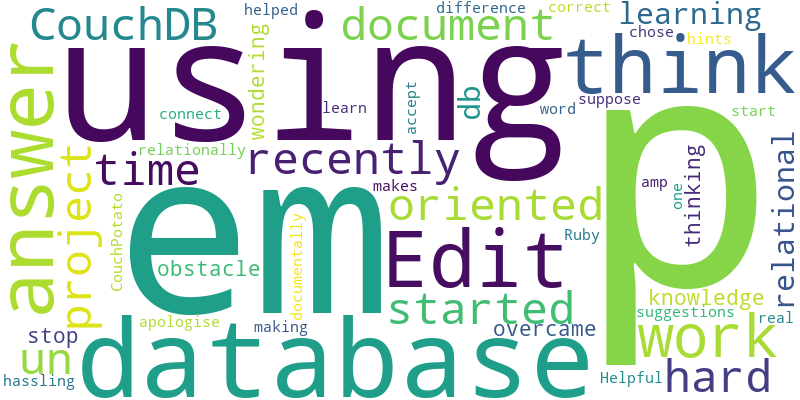 CouchDB
helped
document
difference
correct
learning
using
think
chose
hints
answer
wondering
connect
learn
accept
db
word
suppose
start
relationally
recently
time
project
makes
p
amp
one
thinking
relational
em
oriented
Edit
Ruby
CouchPotato
obstacle
documentally
started
knowledge
suggestions
real
apologise
making
overcame
stop
un
work
database
hassling
Helpful
hard